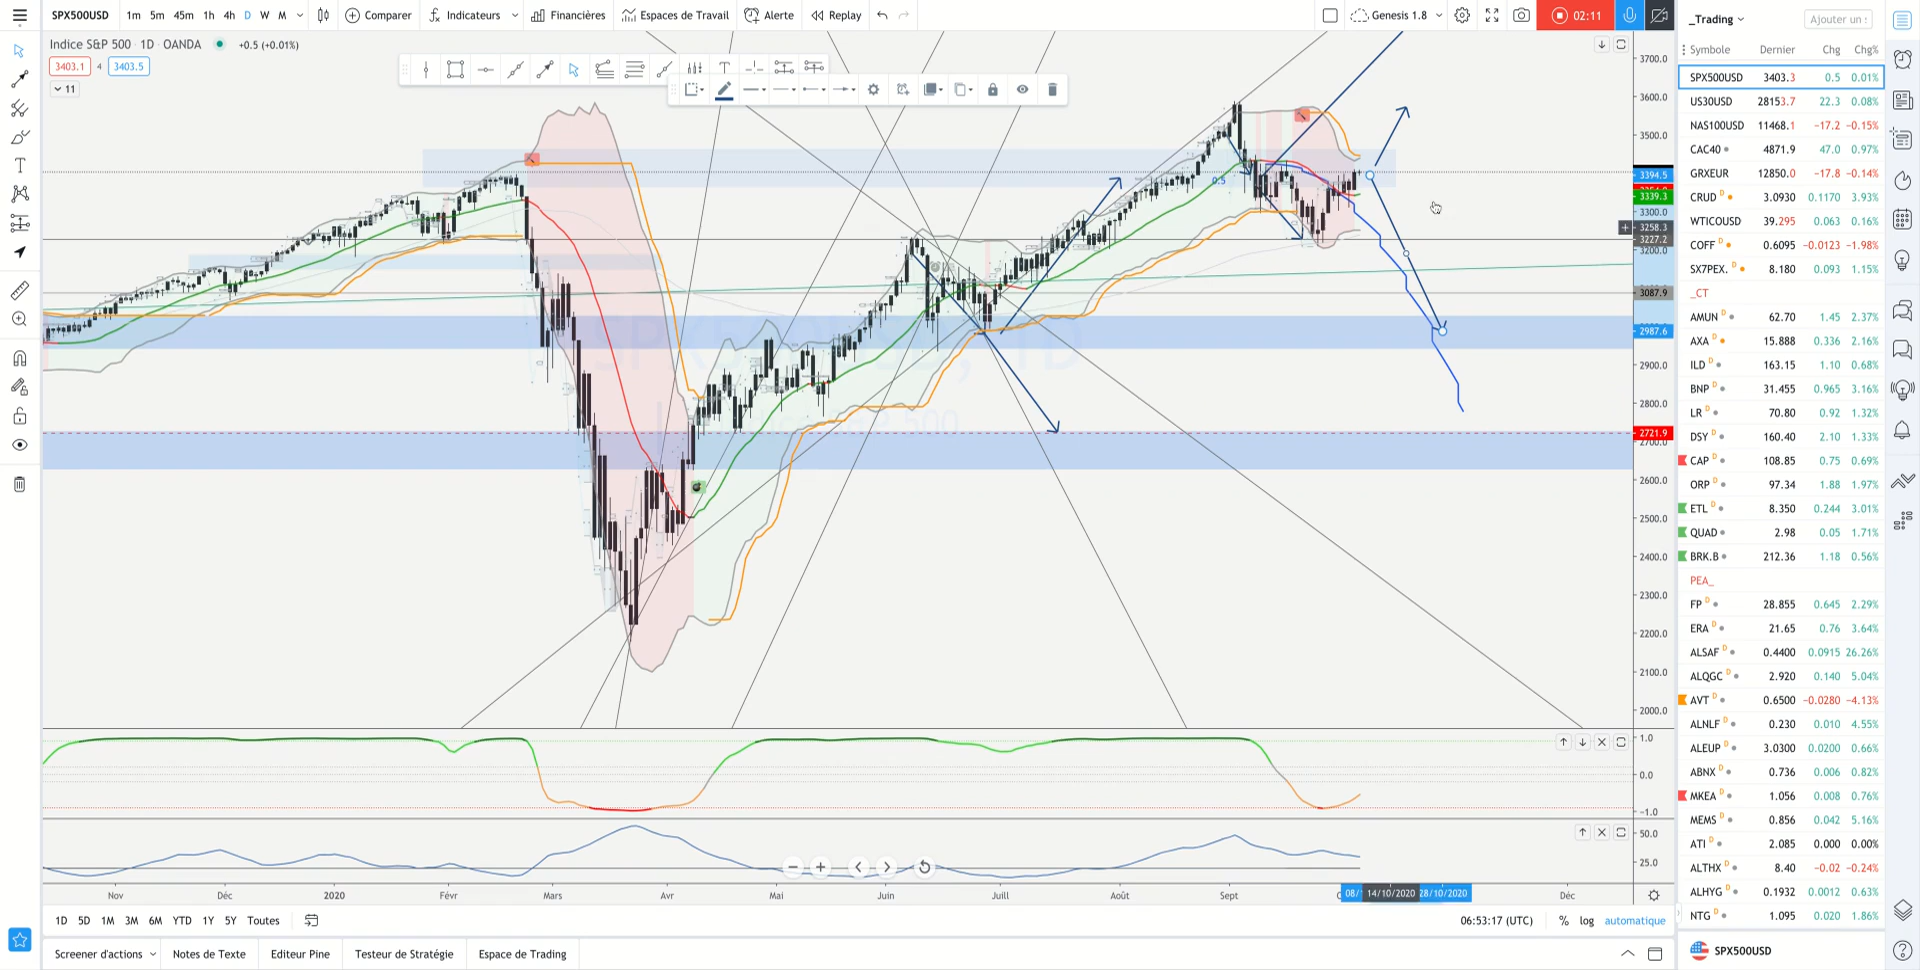 SPX500USD 1m 5m 45m 1h 4h D W M Comparer Indicateurs Financières Espaces de Travail Alerte Replay Genesis 1.8 02:11 _Trading Ajouter un s
Indice S&P 500 1D OANDA +0.5 (+0.01%)
3403.1 4 3403.5
11
Symbole Dernier Chg Chg%
SPX500USD 3403.3 0.5 0.01%
US30USD 28153.7 22.3 0.08%
NAS100USD 11468.1 −17.2 −0.15%
CAC40 4871.9 47.0 0.97%
GRXEUR 12850.0 −17.8 −0.14%
CRUD D 3.0930 0.1170 3.93%
WTICOUSD 39.295 0.063 0.16%
COFF D 0.6095 −0.0123 −1.98%
SX7PEX. D 8.180 0.093 1.15%
_CT
AMUN D 62.70 1.45 2.37%
AXA D 15.888 0.336 2.16%
ILD D 163.15 1.10 0.68%
BNP D 31.455 0.965 3.16%
LR D 70.80 0.92 1.32%
DSY D 160.40 2.10 1.33%
CAP D 108.85 0.75 0.69%
ORP D 97.34 1.88 1.97%
ETL D 8.350 0.244 3.01%
QUAD 2.98 0.05 1.71%
BRK.B 212.36 1.18 0.56%
PEA_
FP D 28.855 0.645 2.29%
ERA D 21.65 0.76 3.64%
ALSAF D 0.4400 0.0915 26.26%
ALQGC D 2.920 0.140 5.04%
AVT D 0.6500 −0.0280 −4.13%
ALNLF D 0.230 0.010 4.55%
ALEUP D 3.0300 0.0200 0.66%
ABNX D 0.736 0.006 0.82%
MKEA D 1.056 0.008 0.76%
MEMS D 0.856 0.042 5.16%
ATI D 2.085 0.000 0.00%
ALTHX D 8.40 −0.02 −0.24%
ALHYG D 0.1932 0.0012 0.63%
NTG D 1.095 0.020 1.86%
SPX500USD
3700.0
3600.0
3500.0
3394.5
3339.3
3300.0
3258.3
3227.2
3200.0
3087.9
2987.6
2900.0
2800.0
2721.9
2700.0
2600.0
2500.0
2400.0
2300.0
2200.0
2100.0
2000.0
0.5
1.0
0.0
−1.0
50.0
25.0
Nov Déc 2020 Févr Mars Avr Mai Juin Juill Août Sept 08/ 14/10/2020 28/10/2020 Déc
1D 5D 1M 3M 6M YTD 1Y 5Y Toutes 06:53:17 (UTC) % log automatique
Screener d'actions Notes de Texte Editeur Pine Testeur de Stratégie Espace de Trading